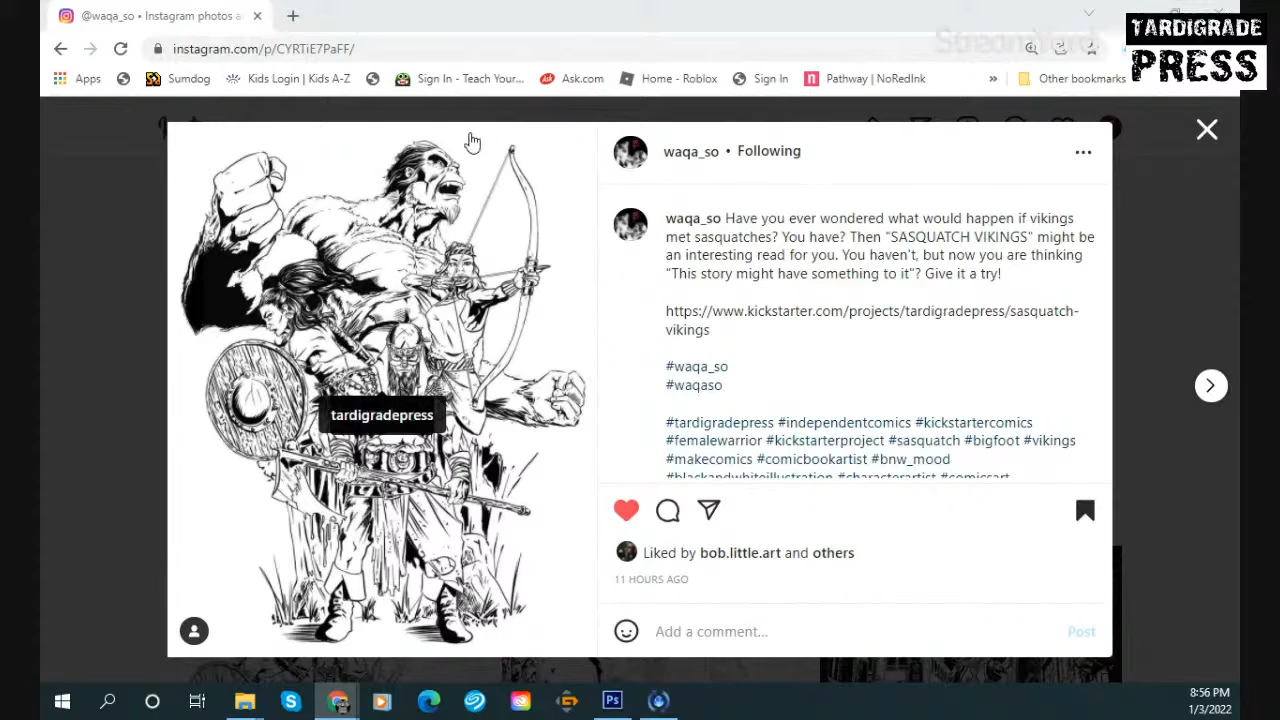 @waqa_so • Instagram photos a
TARDIGRADE
PRESS
instagram.com/p/CYRTiE7PaFF/
Apps
Sumdog
Kids Login | Kids A-Z
Sign In - Teach Your...
Ask.com
Home - Roblox
Sign In
Pathway | NoRedInk
»
Other bookmarks
waqa_so • Following
waqa_so Have you ever wondered what would happen if vikings
met sasquatches? You have? Then "SASQUATCH VIKINGS" might be
an interesting read for you. You haven't, but now you are thinking
"This story might have something to it"? Give it a try!
https://www.kickstarter.com/projects/tardigradepress/sasquatch-
vikings
#waqa_so
#waqaso
#tardigradepress #independentcomics #kickstartercomics
#femalewarrior #kickstarterproject #sasquatch #bigfoot #vikings
#makecomics #comicbookartist #bnw_mood
#blackandwhiteillustration #characterartist #comicsart
tardigradepress
Liked by bob.little.art and others
11 HOURS AGO
Add a comment...
Post
Ps
8:56 PM
1/3/2022